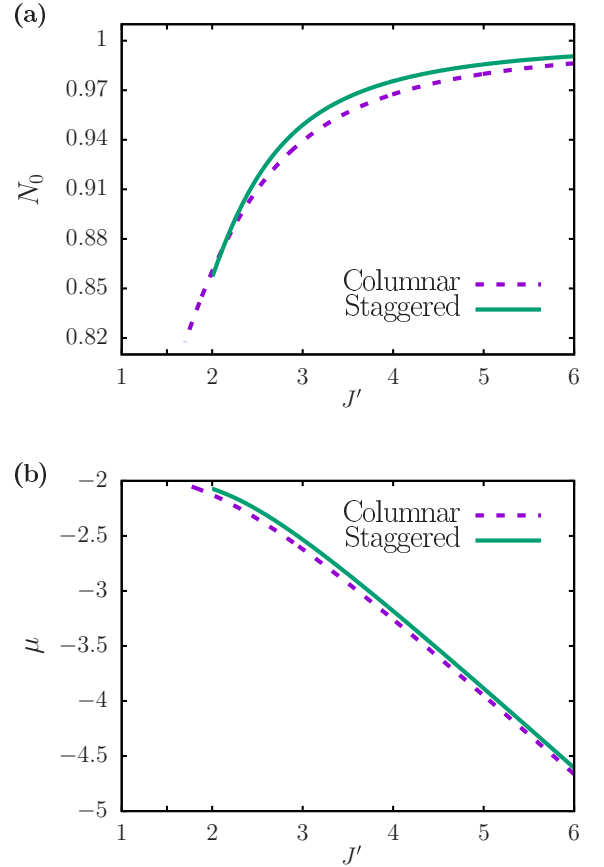 (a)
1
0.97
0.94
0.91
0.88
0.85
0.82
N₀
Columnar
Staggered
1 2 3 4 5 6
J′
(b)
−2
−2.5
−3
−3.5
−4
−4.5
−5
μ
Columnar
Staggered
1 2 3 4 5 6
J′